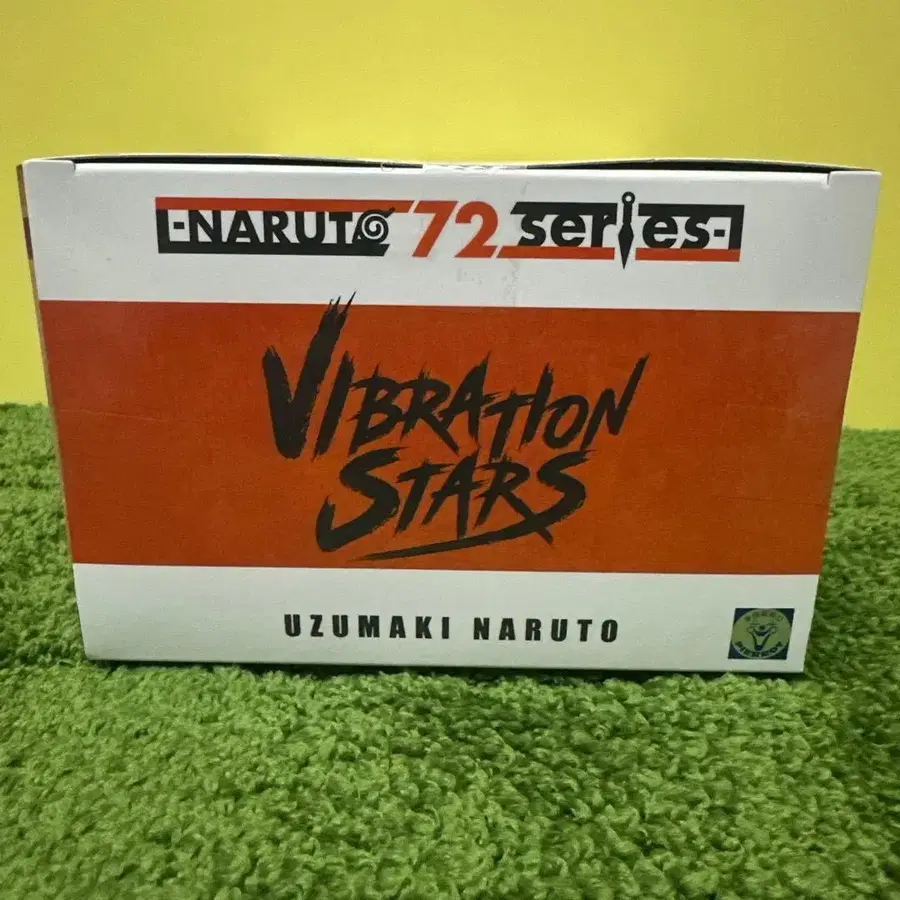 NARUTO 72 series
VIBRATION
STARS
UZUMAKI NARUTO